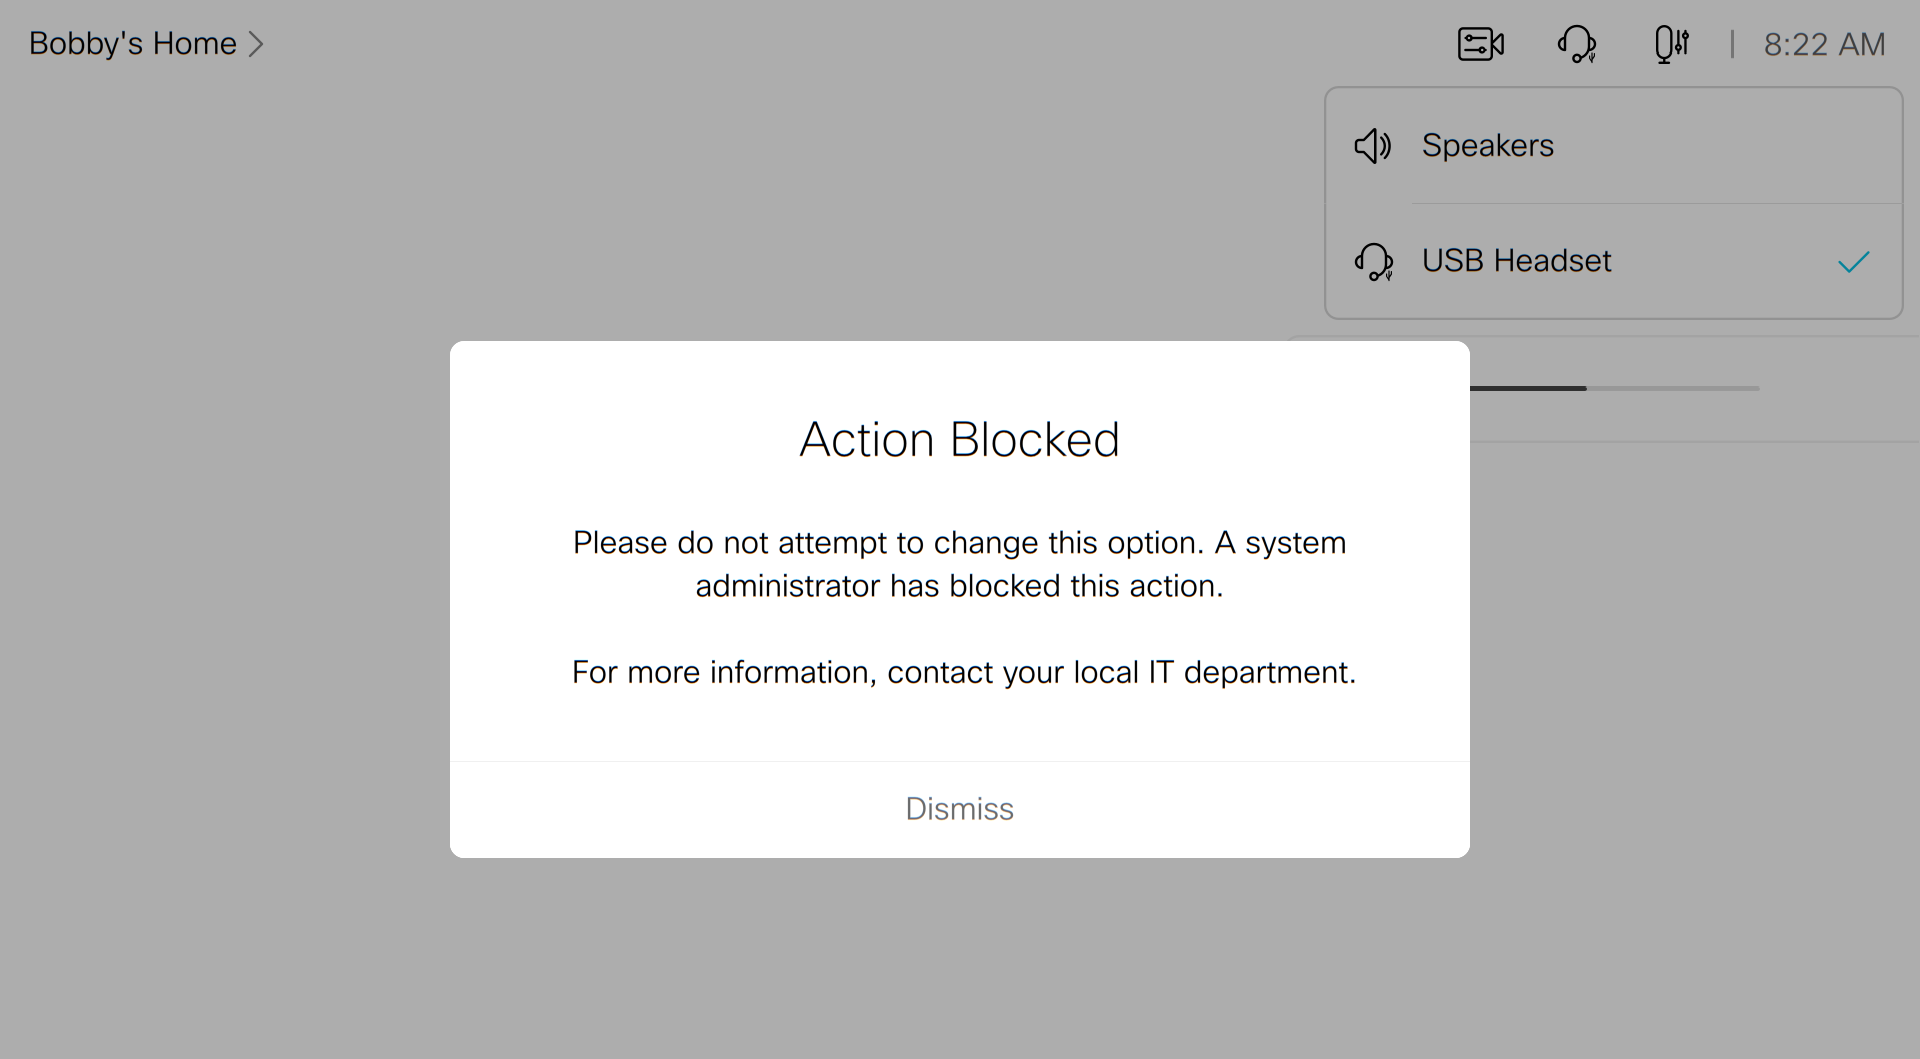 Bobby's Home
8:22 AM
Speakers
USB Headset
Action Blocked
Please do not attempt to change this option. A system
administrator has blocked this action.
For more information, contact your local IT department.
Dismiss